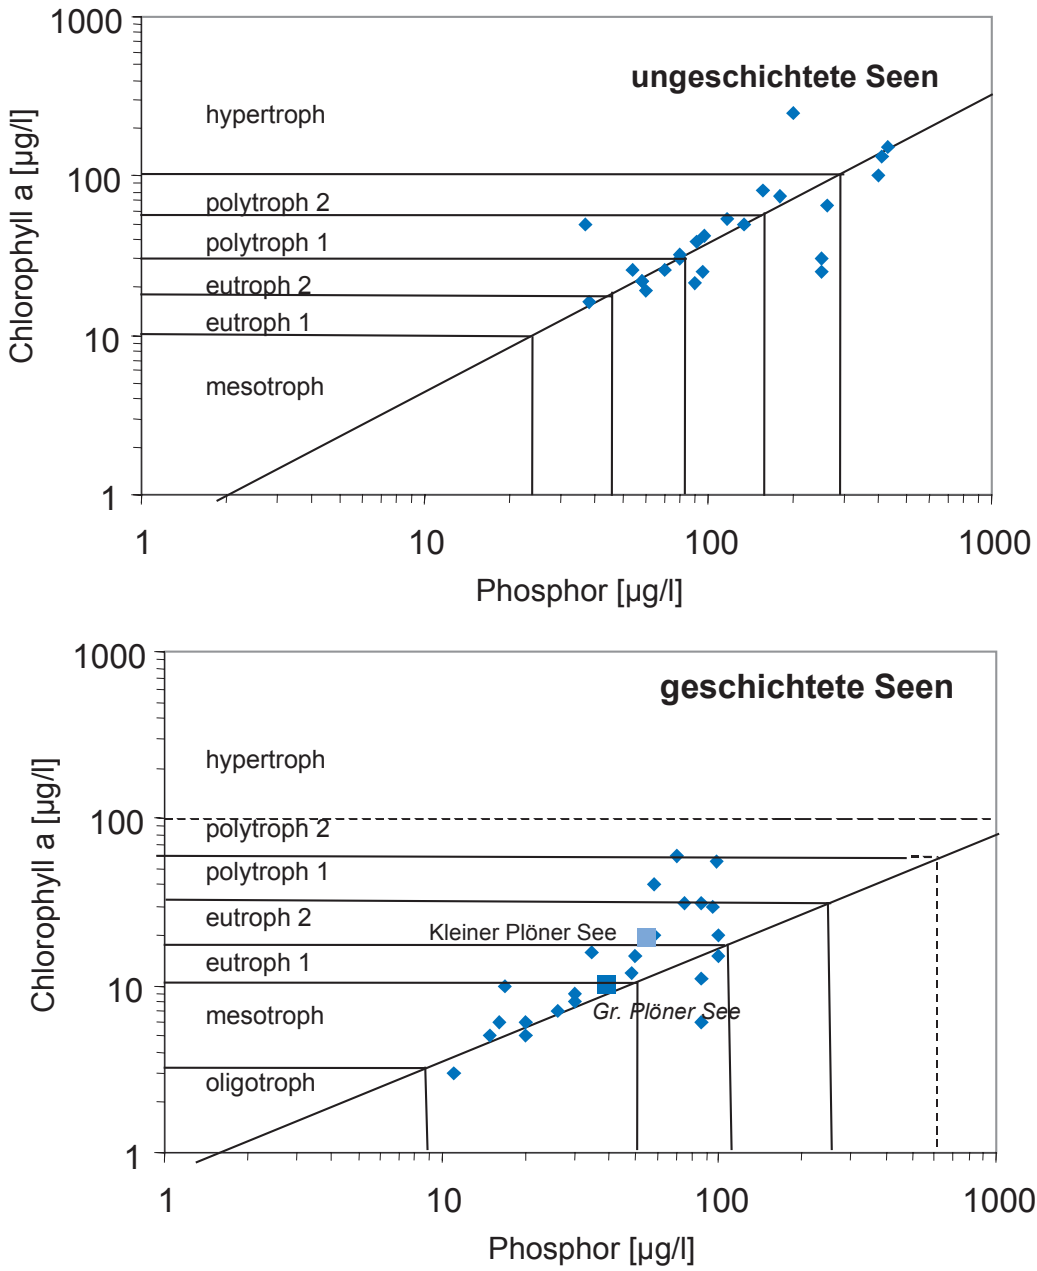 1000
ungeschichtete Seen
hypertroph
100
polytroph 2
polytroph 1
eutroph 2
eutroph 1
10
mesotroph
1
Chlorophyll a [µg/l]
1
10
100
1000
Phosphor [µg/l]
1000
geschichtete Seen
hypertroph
100
polytroph 2
polytroph 1
eutroph 2
Kleiner Plöner See
eutroph 1
10
Gr. Plöner See
mesotroph
oligotroph
1
Chlorophyll a [µg/l]
1
10
100
1000
Phosphor [µg/l]